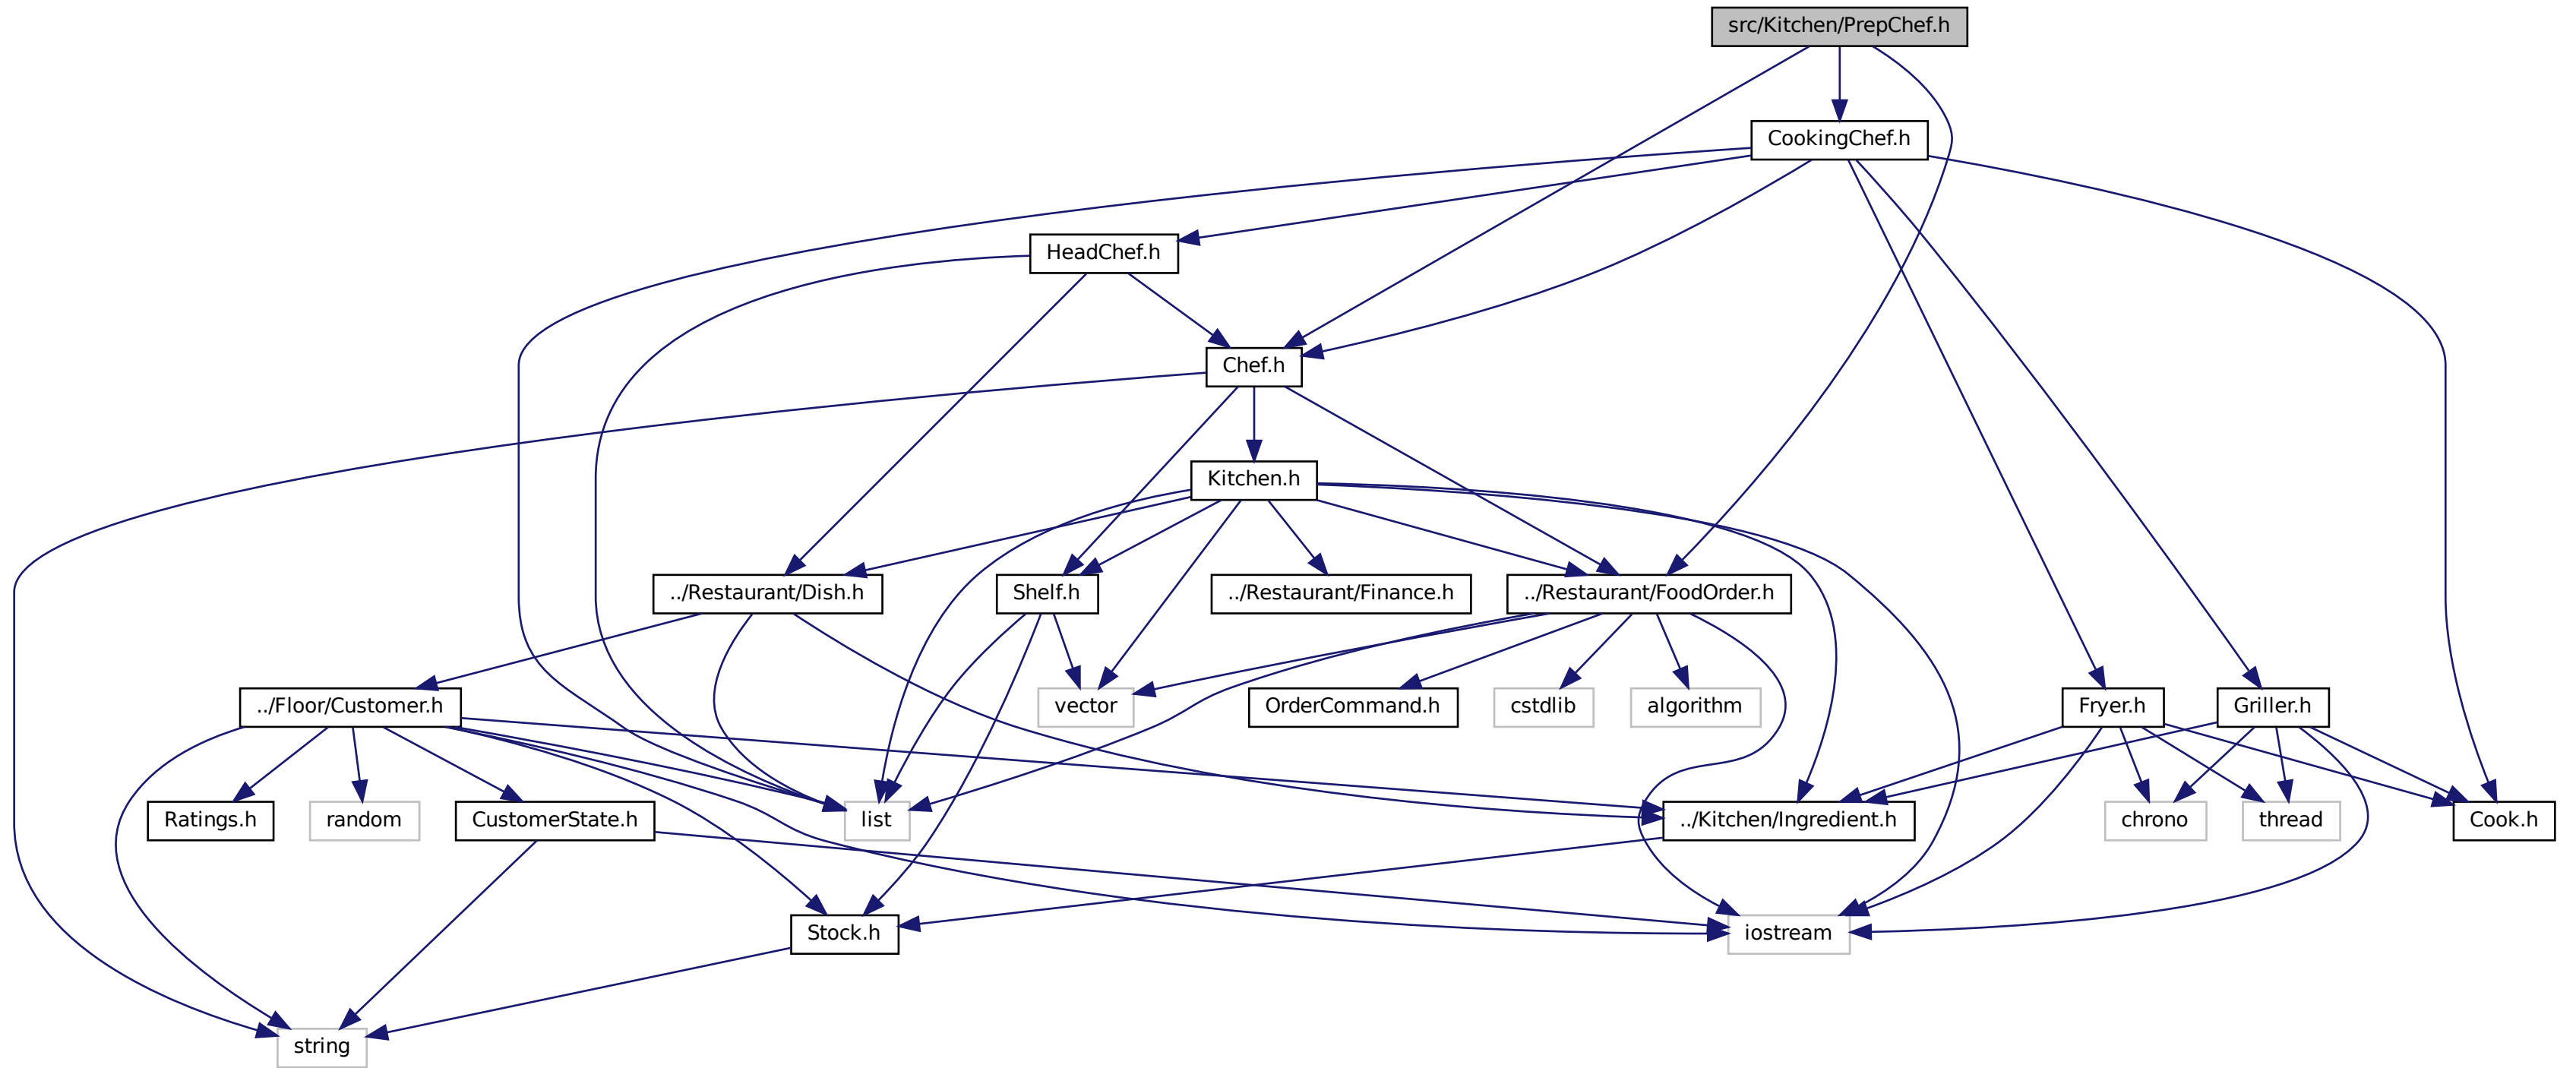 src/Kitchen/PrepChef.h
CookingChef.h
HeadChef.h
Chef.h
Kitchen.h
../Restaurant/Dish.h
Shelf.h
../Restaurant/Finance.h
../Restaurant/FoodOrder.h
../Floor/Customer.h
vector
OrderCommand.h
cstdlib
algorithm
Fryer.h
Griller.h
Ratings.h
random
CustomerState.h
list
../Kitchen/Ingredient.h
chrono
thread
Cook.h
Stock.h
iostream
string